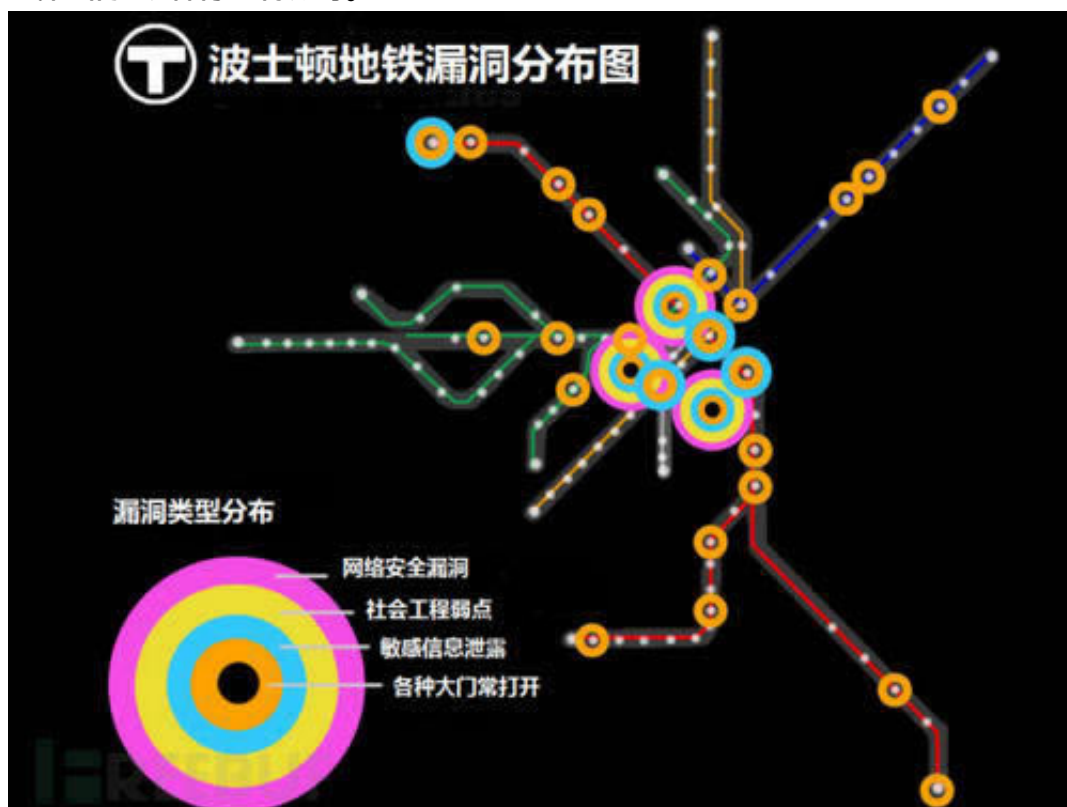 T 波士顿地铁漏洞分布图
漏洞类型分布
网络安全漏洞
社会工程弱点
敏感信息泄露
各种大门常打开